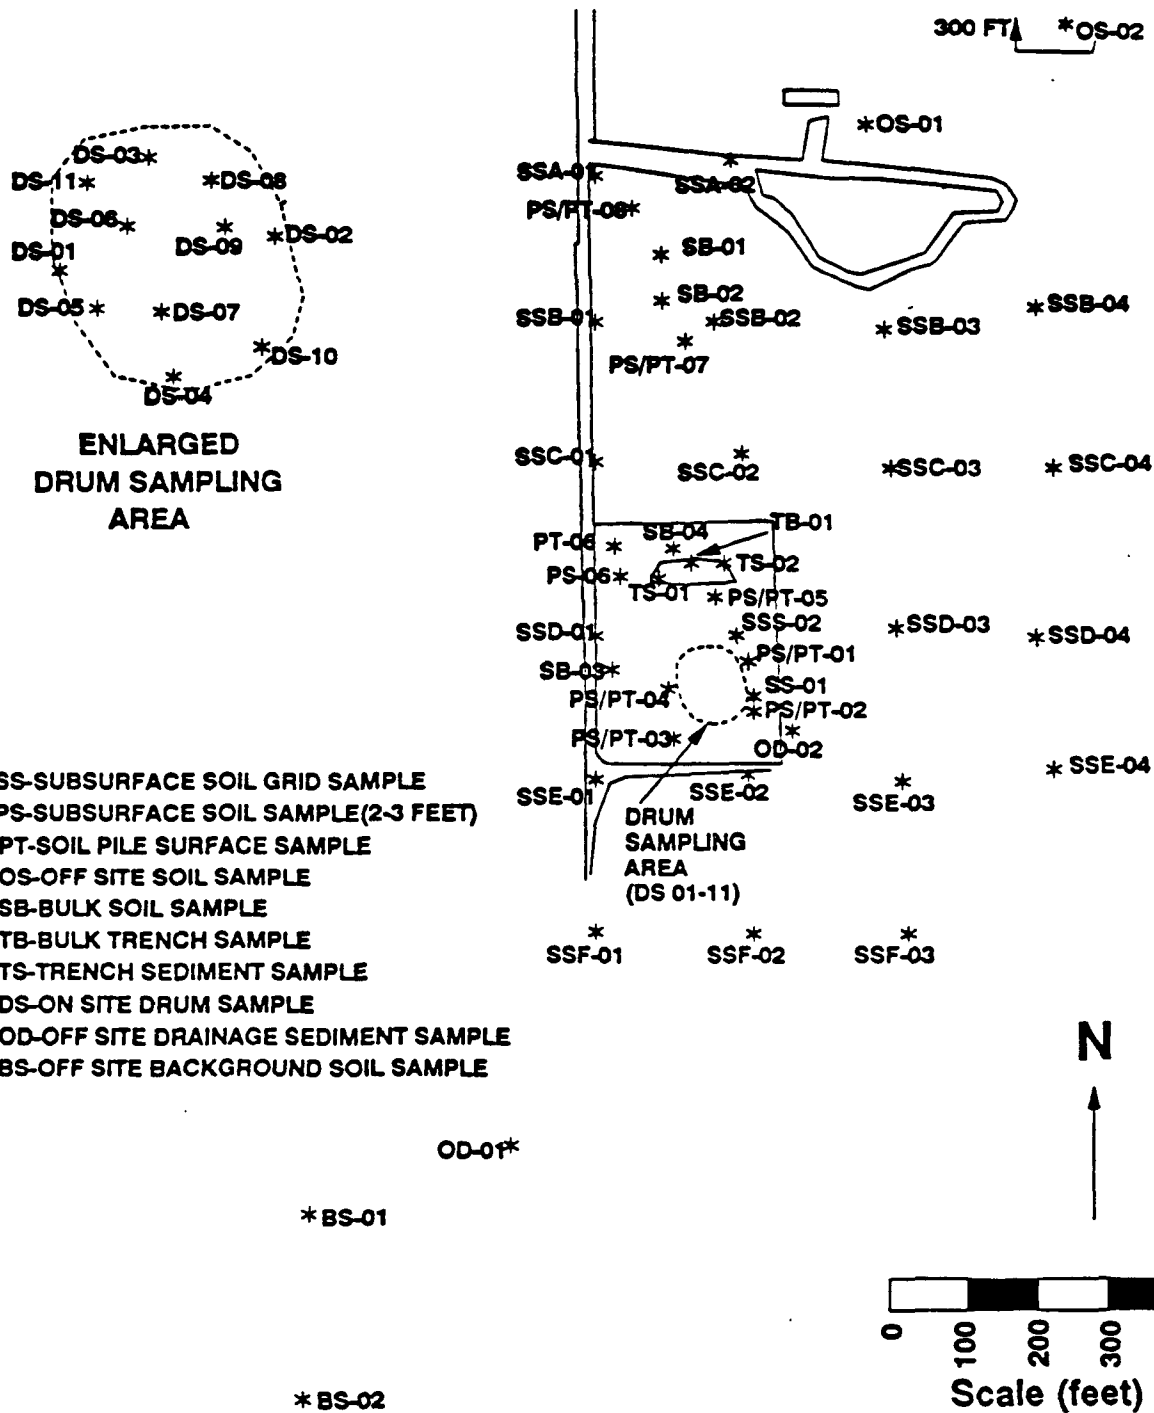 300 FT
OS-02
OS-01
DS-03
DS-11
DS-08
DS-06
DS-09
DS-02
DS-01
DS-05
DS-07
DS-10
DS-04
ENLARGED
DRUM SAMPLING
AREA
SSA-01
SSA-02
PS/PT-08
SB-01
SB-02
SSB-01
SSB-02
SSB-03
SSB-04
PS/PT-07
SSC-01
SSC-02
SSC-03
SSC-04
TB-01
PT-06
SB-04
TS-02
PS-06
TS-01
PS/PT-05
SSD-01
SSS-02
SSD-03
SSD-04
PS/PT-01
SB-03
PS/PT-04
SS-01
PS/PT-02
PS/PT-03
OD-02
SSE-01
SSE-02
SSE-03
SSE-04
DRUM
SAMPLING
AREA
(DS 01-11)
SSF-01
SSF-02
SSF-03
SS-SUBSURFACE SOIL GRID SAMPLE
PS-SUBSURFACE SOIL SAMPLE(2-3 FEET)
PT-SOIL PILE SURFACE SAMPLE
OS-OFF SITE SOIL SAMPLE
SB-BULK SOIL SAMPLE
TB-BULK TRENCH SAMPLE
TS-TRENCH SEDIMENT SAMPLE
DS-ON SITE DRUM SAMPLE
OD-OFF SITE DRAINAGE SEDIMENT SAMPLE
BS-OFF SITE BACKGROUND SOIL SAMPLE
N
OD-01
BS-01
BS-02
0
100
200
300
Scale (feet)